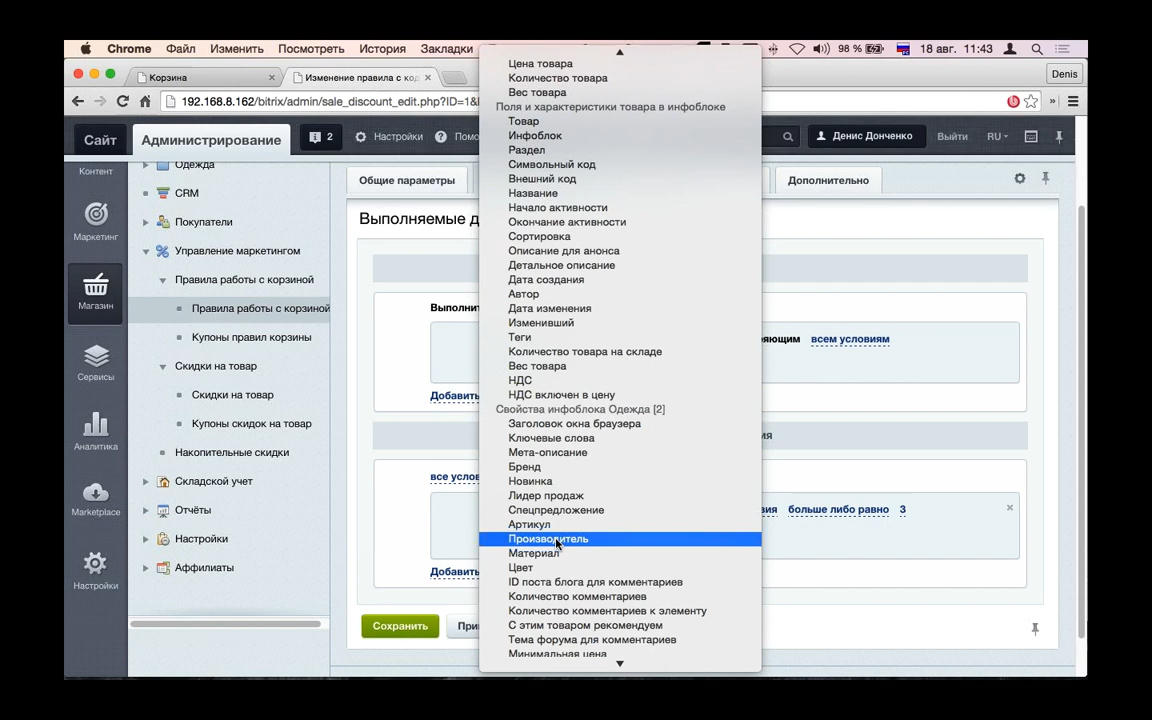 Chrome Файл Изменить Посмотреть История Закладки 98 % 18 авг. 11:43
Корзина
Изменение правила с код
Denis
192.168.8.162/bitrix/admin/sale_discount_edit.php?ID=1&
Сайт
Администрирование
2
Настройки
Денис Донченко
Выйти
RU
Контент
Маркетинг
Магазин
Сервисы
Аналитика
Marketplace
Настройки
Одежда
CRM
Покупатели
Управление маркетингом
Правила работы с корзиной
Правила работы с корзиной
Купоны правил корзины
Скидки на товар
Скидки на товар
Купоны скидок на товар
Накопительные скидки
Складской учет
Отчёты
Настройки
Аффилиаты
Общие параметры
Дополнительно
Выполняемые
всем условиям
Добавить
больше либо равно 3
Добавить
Сохранить
Цена товара
Количество товара
Вес товара
Поля и характеристики товара в инфоблоке
Товар
Инфоблок
Раздел
Символьный код
Внешний код
Название
Начало активности
Окончание активности
Сортировка
Описание для анонса
Детальное описание
Дата создания
Автор
Дата изменения
Изменивший
Теги
Количество товара на складе
Вес товара
НДС
НДС включен в цену
Свойства инфоблока Одежда [2]
Заголовок окна браузера
Ключевые слова
Мета-описание
Бренд
Новинка
Лидер продаж
Спецпредложение
Артикул
Производитель
Материал
Цвет
ID поста блога для комментариев
Количество комментариев
Количество комментариев к элементу
С этим товаром рекомендуем
Тема форума для комментариев
Минимальная цена